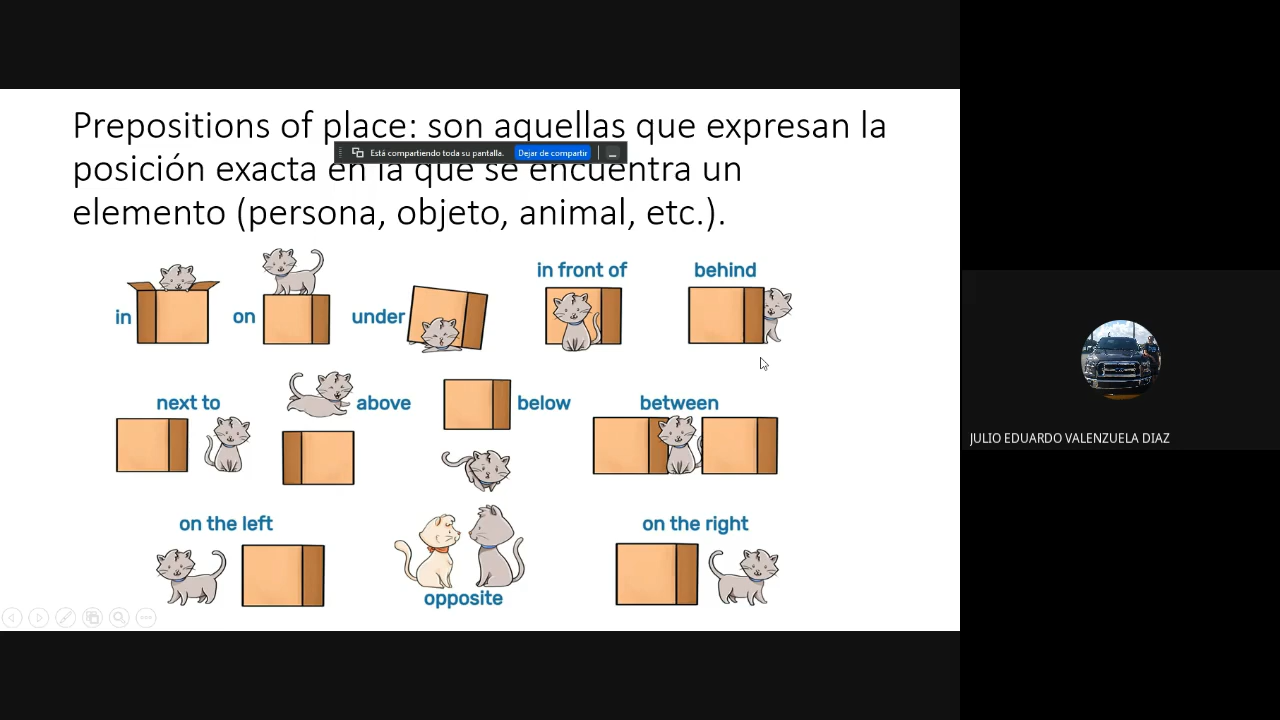 Prepositions of place: son aquellas que expresan la
Está compartiendo toda su pantalla. Dejar de compartir
posición exacta en la que se encuentra un
elemento (persona, objeto, animal, etc.).
in front of behind
in on under
next to above below between
on the left on the right
opposite
JULIO EDUARDO VALENZUELA DIAZ